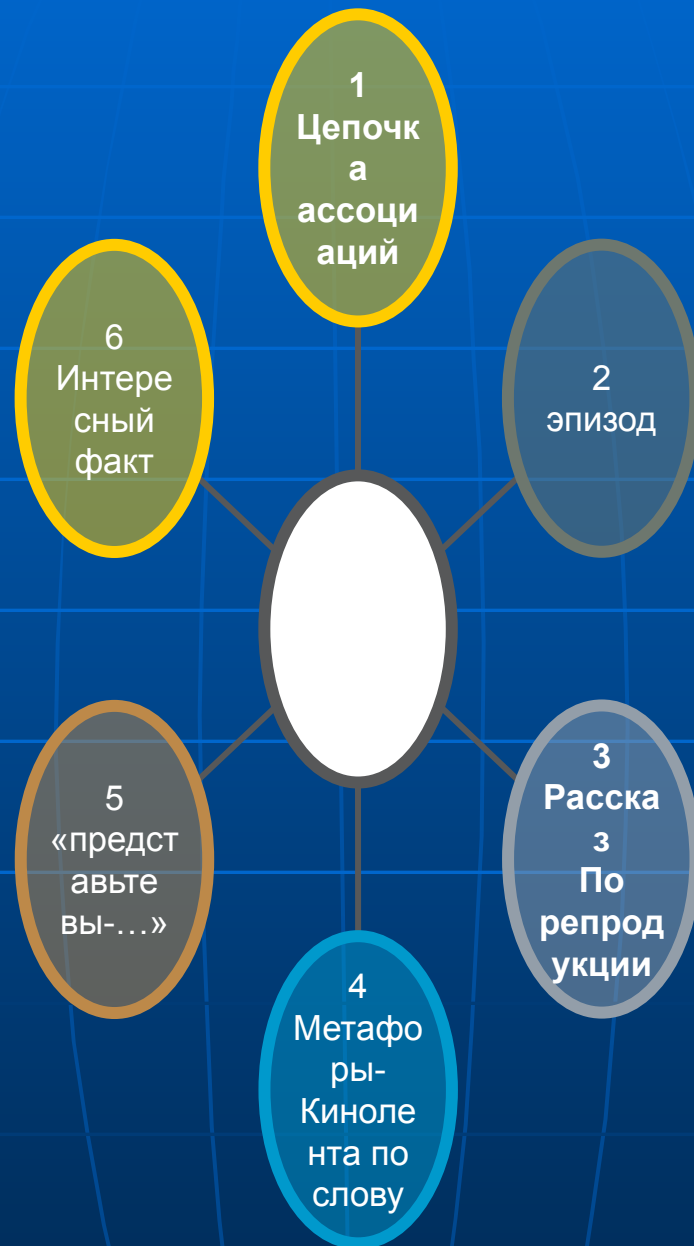 1
Цепочк
а
ассоци
аций
2
эпизод
3
Расска
з
По
репрод
укции
4
Метафо
ры-
Киноле
нта по
слову
5
«предст
авьте
вы-…»
6
Интере
сный
факт